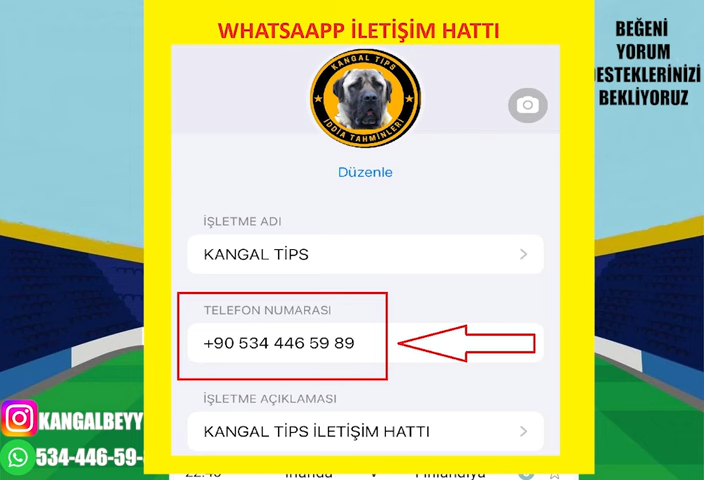 WHATSAAPP İLETİŞİM HATTI
BEĞENİ
YORUM
DESTEKLERİNİZİ
BEKLİYORUZ
KANGAL TİPS
İDDİA TAHMİNLERİ
Düzenle
İŞLETME ADI
KANGAL TİPS
TELEFON NUMARASI
+90 534 446 59 89
İŞLETME AÇIKLAMASI
KANGAL TİPS İLETİŞİM HATTI
KANGALBEYY
534-446-59-